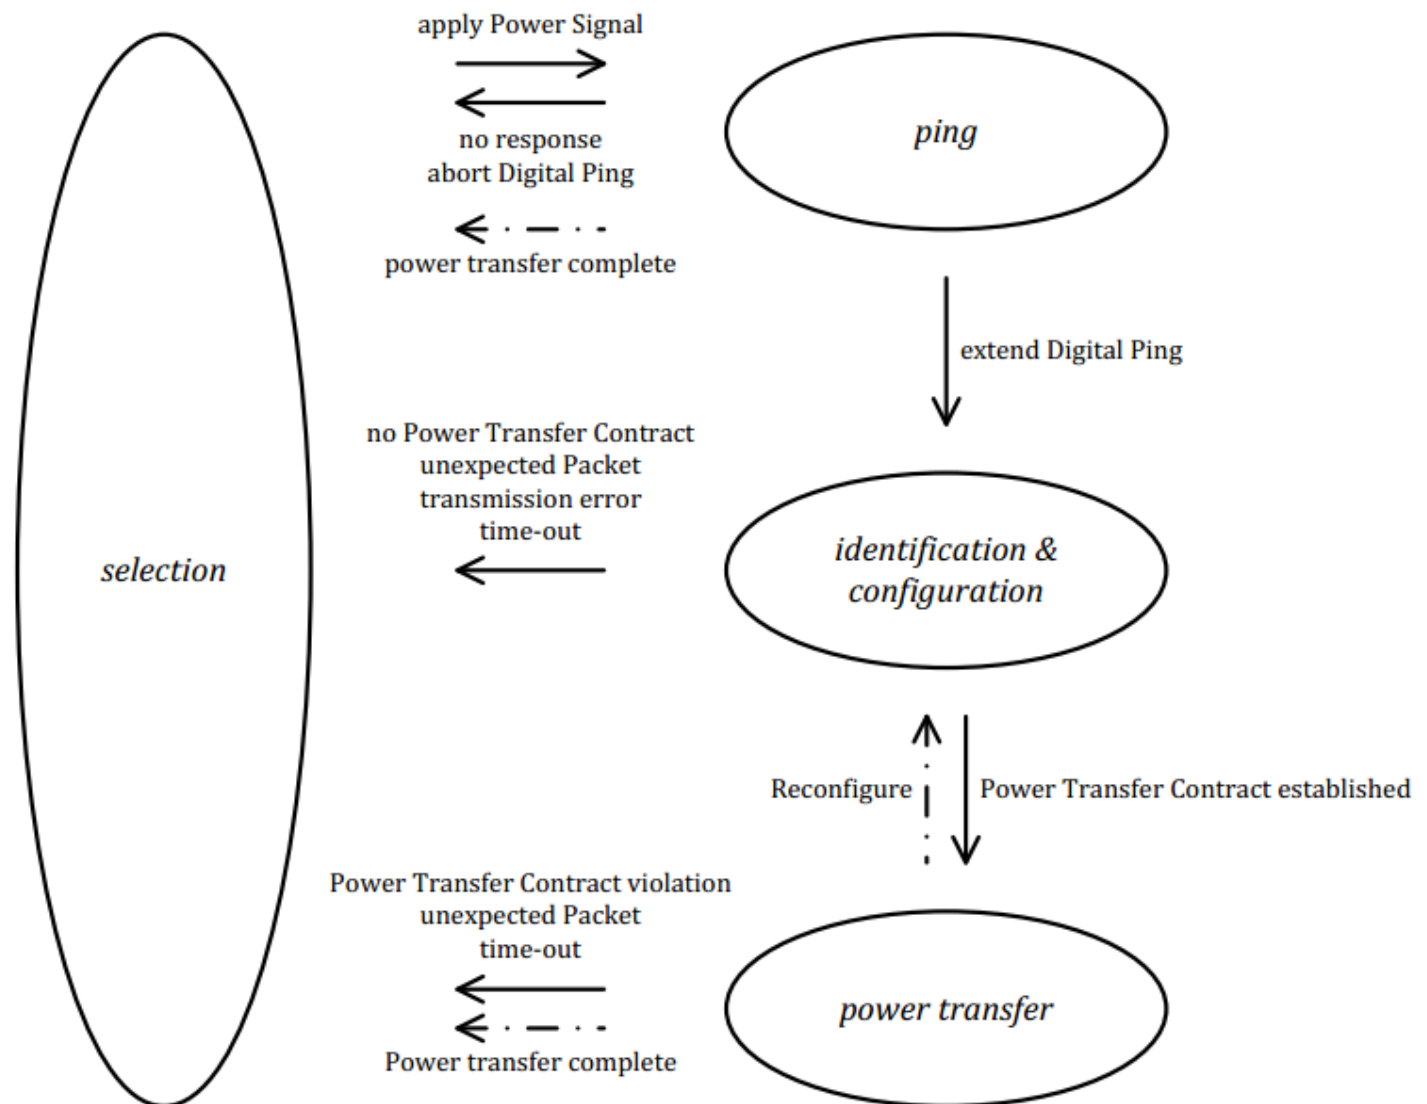 apply Power Signal
no response
abort Digital Ping
power transfer complete
ping
extend Digital Ping
no Power Transfer Contract
unexpected Packet
transmission error
time-out
selection
identification &
configuration
Reconfigure
Power Transfer Contract established
Power Transfer Contract violation
unexpected Packet
time-out
power transfer
Power transfer complete